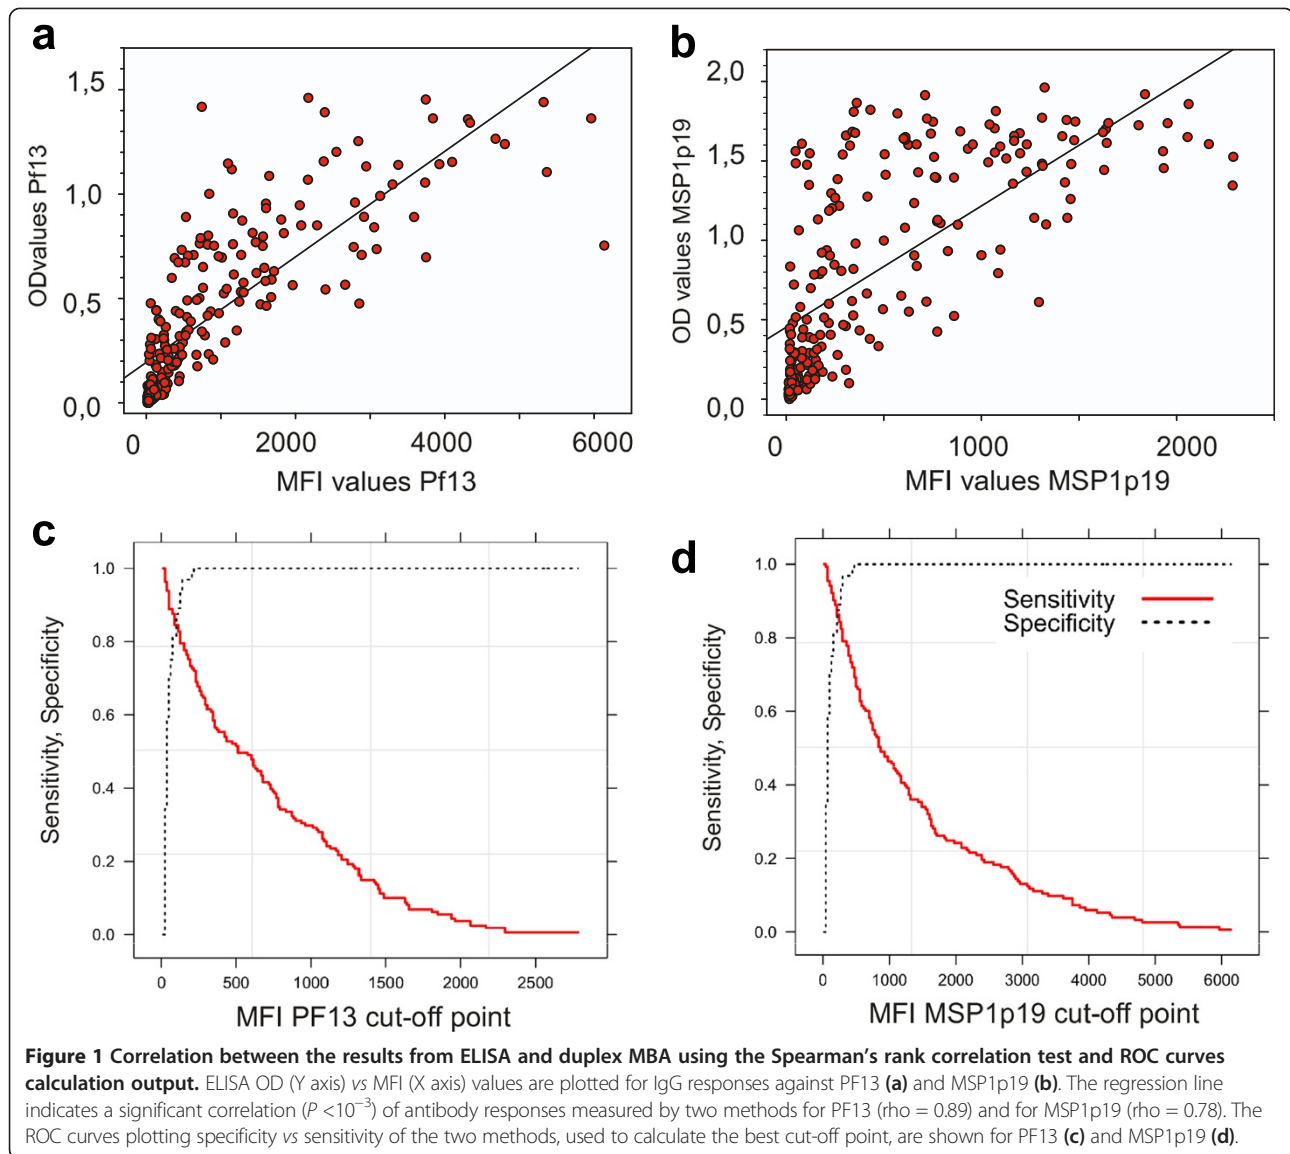 a
ODvalues Pf13
1,5
1,0
0,5
0,0
0
2000
4000
6000
MFI values Pf13
b
OD values MSP1p19
2,0
1,5
1,0
0,5
0,0
0
1000
2000
MFI values MSP1p19
c
Sensitivity, Specificity
1.0
0.8
0.6
0.4
0.2
0.0
0
500
1000
1500
2000
2500
MFI PF13 cut-off point
d
Sensitivity, Specificity
1.0
0.8
0.6
0.4
0.2
0.0
Sensitivity
Specificity
0
1000
2000
3000
4000
5000
6000
MFI MSP1p19 cut-off point
Figure 1 Correlation between the results from ELISA and duplex MBA using the Spearman's rank correlation test and ROC curves
calculation output. ELISA OD (Y axis) vs MFI (X axis) values are plotted for IgG responses against PF13 (a) and MSP1p19 (b). The regression line
indicates a significant correlation (P <10⁻³) of antibody responses measured by two methods for PF13 (rho = 0.89) and for MSP1p19 (rho = 0.78). The
ROC curves plotting specificity vs sensitivity of the two methods, used to calculate the best cut-off point, are shown for PF13 (c) and MSP1p19 (d).